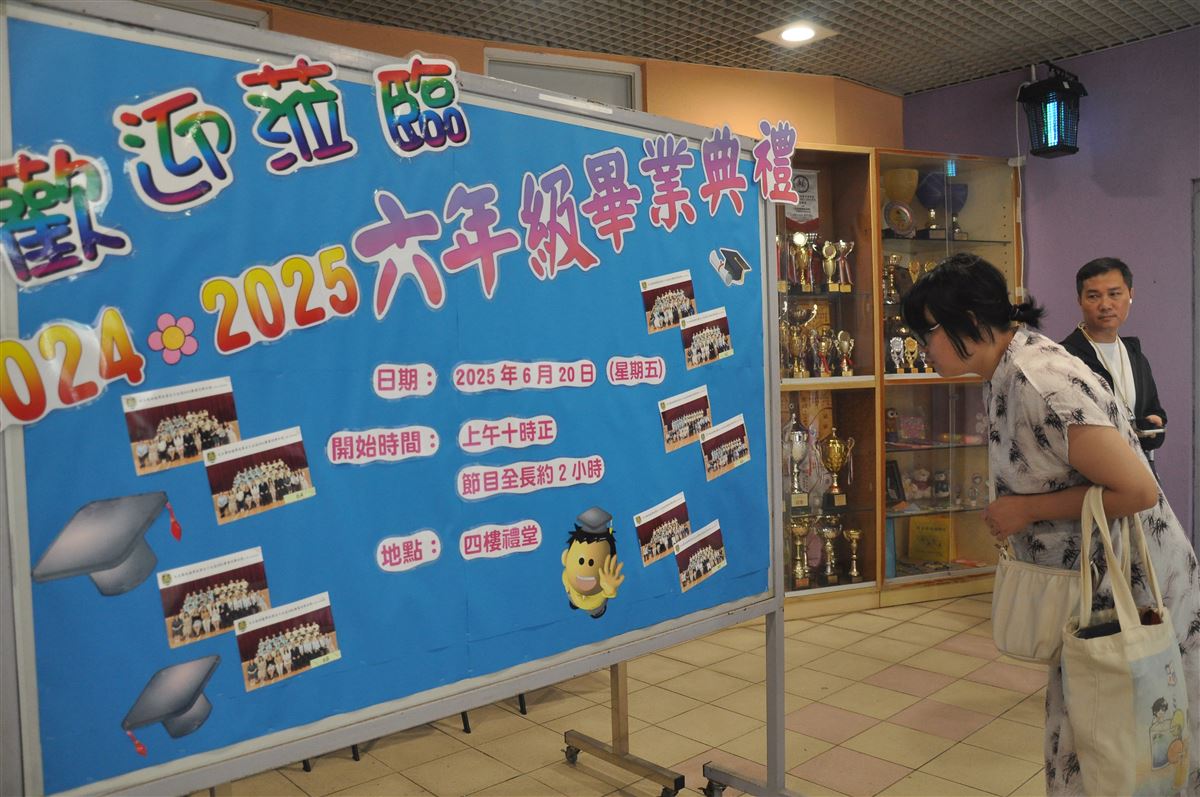 歡迎蒞臨
2024 2025六年級畢業典禮
日期： 2025年6月20日 (星期五)
開始時間： 上午十時正
節目全長約2小時
地點： 四樓禮堂